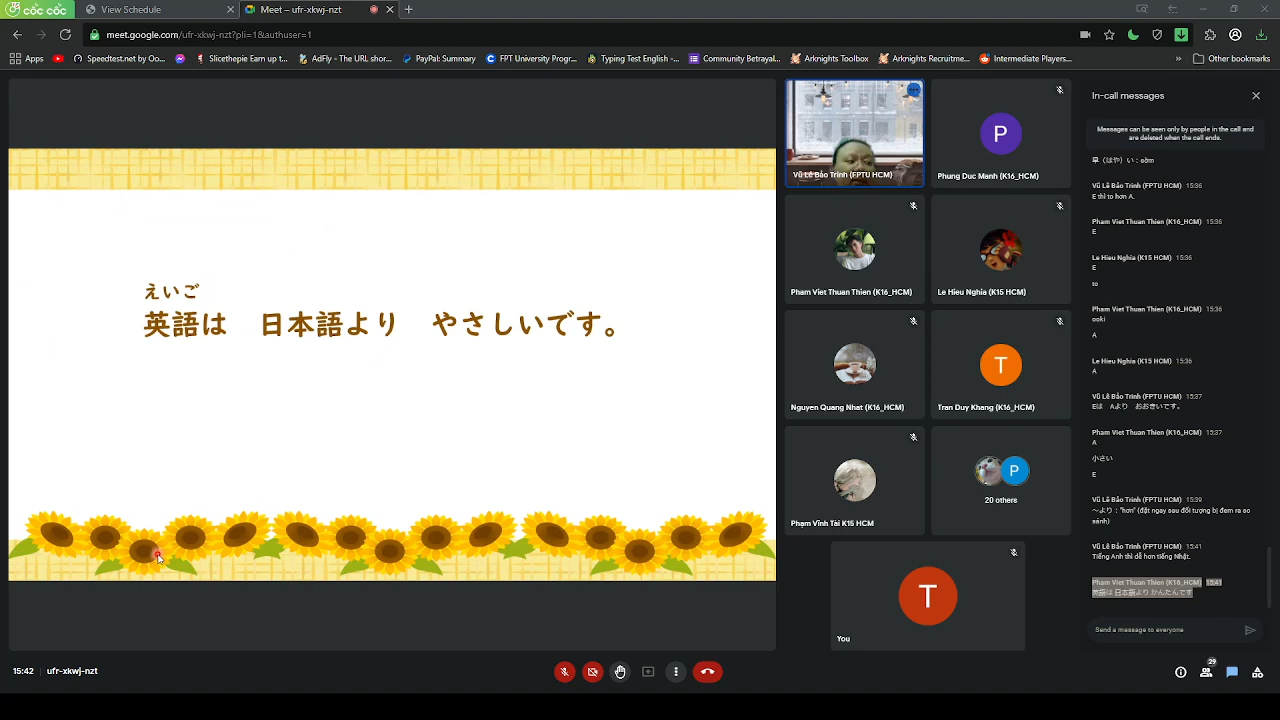 cốc cốc
View Schedule
Meet – ufr-xkwj-nzt
meet.google.com/ufr-xkwj-nzt?pli=1&authuser=1
Apps
Speedtest.net by Oo...
Slicethepie Earn up t...
AdFly - The URL shor...
PayPal: Summary
FPT University Progr...
Typing Test English -...
Community Betrayal...
Arknights Toolbox
Arknights Recruitme...
Intermediate Players...
»
Other bookmarks
えいご
英語は 日本語より やさしいです。
Vũ Lê Bảo Trinh (FPTU HCM)
P
Phung Duc Manh (K16_HCM)
Pham Viet Thuan Thien (K16_HCM)
Le Hieu Nghia (K15 HCM)
Nguyen Quang Nhat (K16_HCM)
T
Tran Duy Khang (K16_HCM)
Phạm Vĩnh Tài K15 HCM
P
20 others
T
You
In-call messages
Messages can be seen only by people in the call and
are deleted when the call ends.
早（はや）い : sớm
Vũ Lê Bảo Trinh (FPTU HCM) 15:36
E thì to hơn A.
Pham Viet Thuan Thien (K16_HCM) 15:36
E
Le Hieu Nghia (K15 HCM) 15:36
E
to
Pham Viet Thuan Thien (K16_HCM) 15:36
ooki
A
Le Hieu Nghia (K15 HCM) 15:36
A
Vũ Lê Bảo Trinh (FPTU HCM) 15:37
Eは Aより おおきいです。
Pham Viet Thuan Thien (K16_HCM) 15:37
A
小さい
E
Vũ Lê Bảo Trinh (FPTU HCM) 15:39
～より : "hơn" (đặt ngay sau đối tượng bị đem ra so
sánh)
Vũ Lê Bảo Trinh (FPTU HCM) 15:41
Tiếng Anh thì dễ hơn tiếng Nhật.
Pham Viet Thuan Thien (K16_HCM) 15:41
英語は 日本語より かんたんです
Send a message to everyone
15:42 | ufr-xkwj-nzt
29